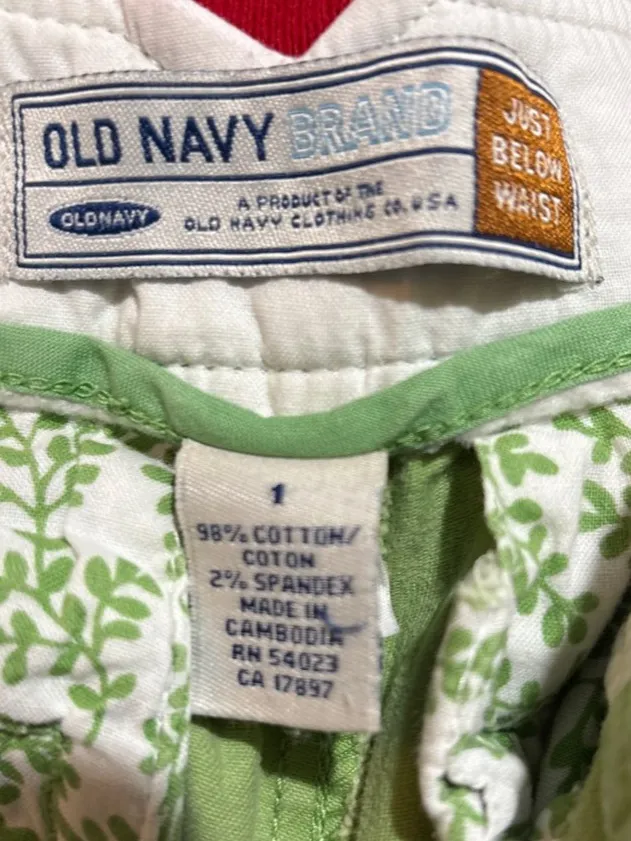 OLD NAVY BRAND
JUST
BELOW
WAIST
OLD NAVY
A PRODUCT OF THE
OLD NAVY CLOTHING CO. USA
1
98% COTTON/
COTON
2% SPANDEX
MADE IN
CAMBODIA
RN 54023
CA 17897